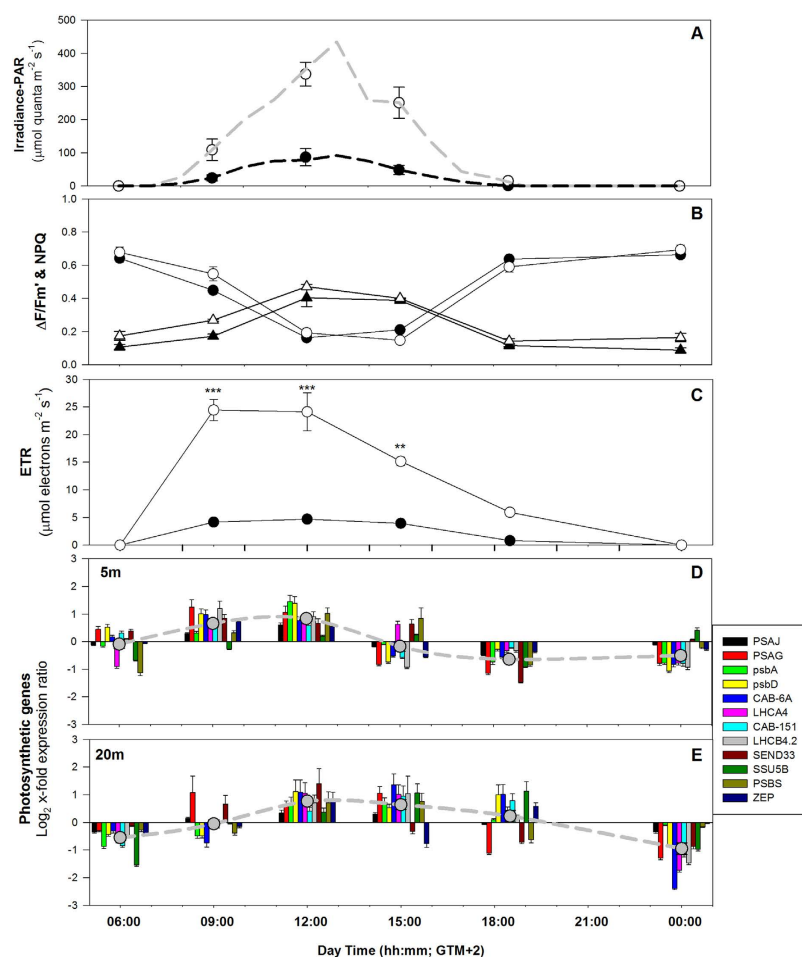 A
Irradiance-PAR
(µmol quanta m⁻² s⁻¹)
500
400
300
200
100
0
B
ΔF/Fm' & NPQ
1.0
0.8
0.6
0.4
0.2
0.0
C
ETR
(µmol electrons m⁻² s⁻¹)
30
25
20
15
10
5
0
***
***
**
D
5m
3
2
1
0
-1
-2
-3
E
20m
3
2
1
0
-1
-2
-3
Photosynthetic genes
Log₂ x-fold expression ratio
PSAJ
PSAG
psbA
psbD
CAB-6A
LHCA4
CAB-151
LHCB4.2
SEND33
SSU5B
PSBS
ZEP
06:00 09:00 12:00 15:00 18:00 21:00 00:00
Day Time (hh:mm; GTM+2)